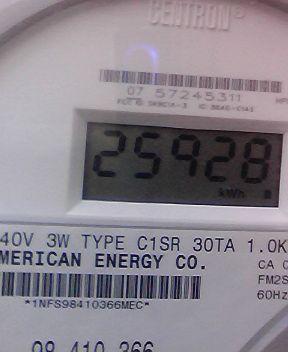 CENTRON®
07 57245311
25928
kWh
40V 3W TYPE C1SR 30TA 1.0K
MERICAN ENERGY CO.
CA 0
FM2S
60Hz
*1NFS98410366MEC*
98 410 366